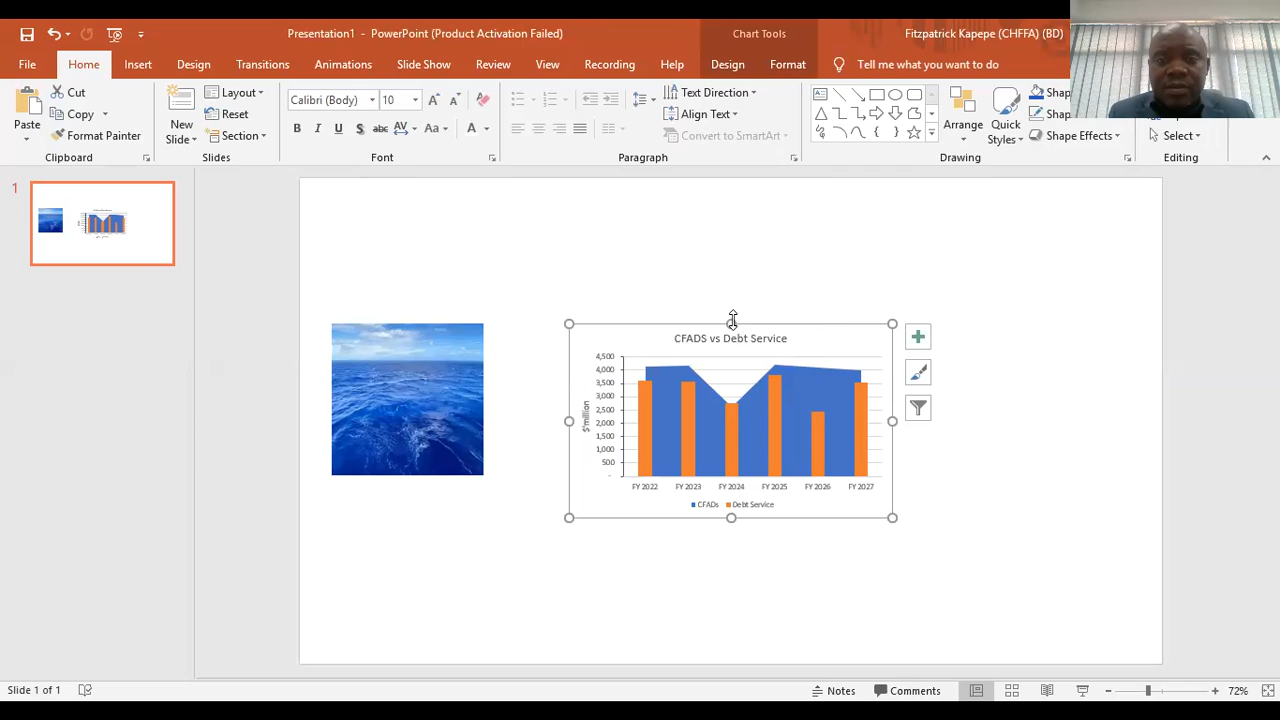 Presentation1 - PowerPoint (Product Activation Failed)
Chart Tools
Fitzpatrick Kapepe (CHFFA) (BD)
File Home Insert Design Transitions Animations Slide Show Review View Recording Help Design Format Tell me what you want to do
Paste
Cut
Copy
Format Painter
Clipboard
New
Slide
Layout
Reset
Section
Slides
Calibri (Body) 10
B I U S abc AV Aa A
Font
Text Direction
Align Text
Convert to SmartArt
Paragraph
Arrange
Quick
Styles
Shape Effects
Drawing
Select
Editing
1
CFADS vs Debt Service
4,500
4,000
3,500
3,000
2,500
2,000
1,500
1,000
500
-
$'million
FY 2022 FY 2023 FY 2024 FY 2025 FY 2026 FY 2027
CFADs Debt Service
Slide 1 of 1
Notes Comments 72%